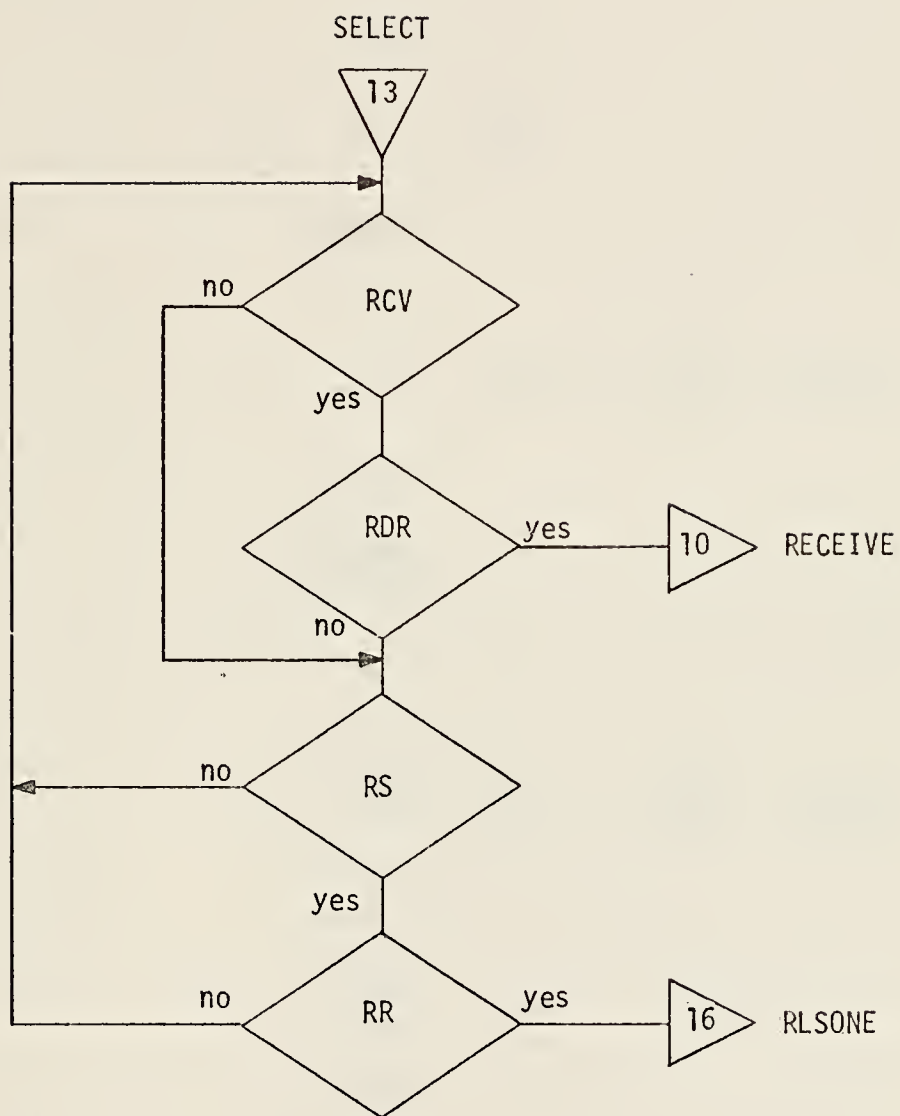 SELECT
13
no
RCV
yes
RDR
yes
10
RECEIVE
no
no
RS
yes
no
RR
yes
16
RLSONE